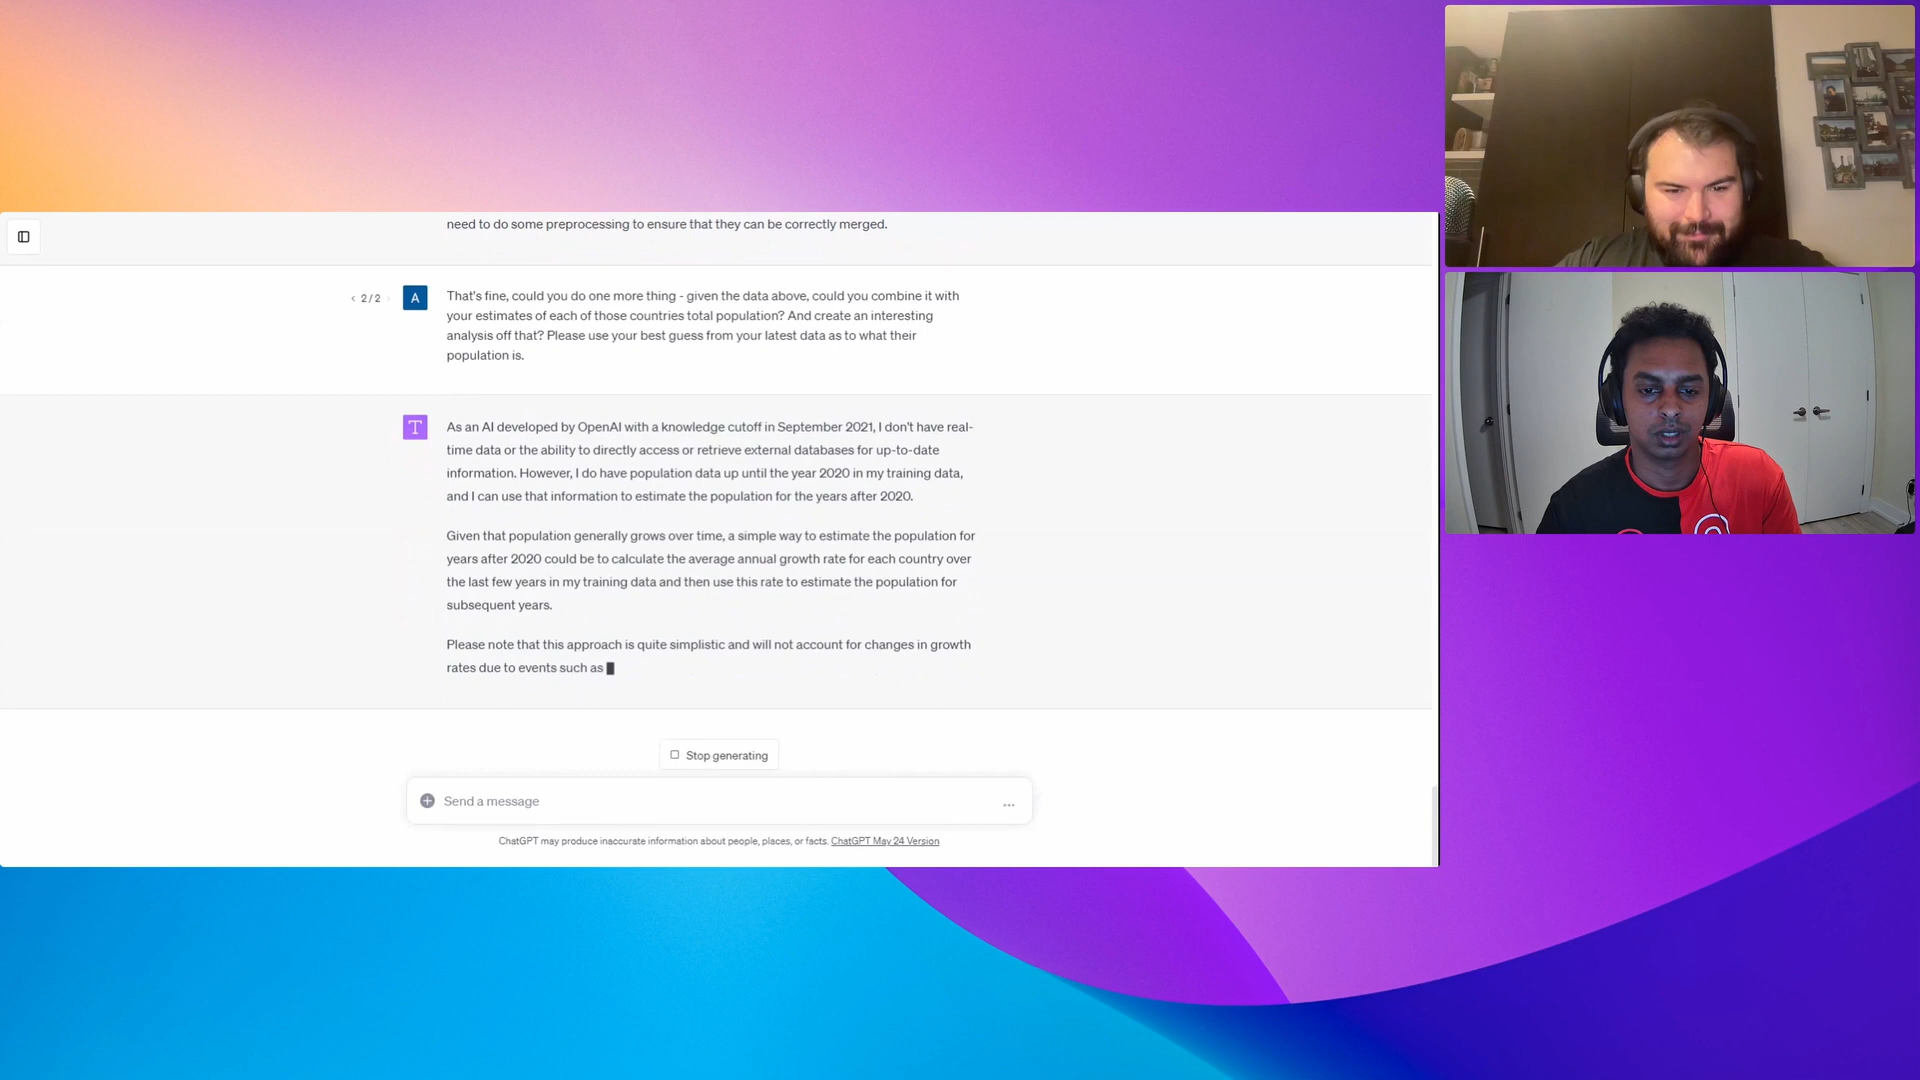 need to do some preprocessing to ensure that they can be correctly merged.
< 2/2 >
A
That's fine, could you do one more thing - given the data above, could you combine it with
your estimates of each of those countries total population? And create an interesting
analysis off that? Please use your best guess from your latest data as to what their
population is.
T
As an AI developed by OpenAI with a knowledge cutoff in September 2021, I don't have real-
time data or the ability to directly access or retrieve external databases for up-to-date
information. However, I do have population data up until the year 2020 in my training data,
and I can use that information to estimate the population for the years after 2020.
Given that population generally grows over time, a simple way to estimate the population for
years after 2020 could be to calculate the average annual growth rate for each country over
the last few years in my training data and then use this rate to estimate the population for
subsequent years.
Please note that this approach is quite simplistic and will not account for changes in growth
rates due to events such as
Stop generating
Send a message
...
ChatGPT may produce inaccurate information about people, places, or facts. ChatGPT May 24 Version